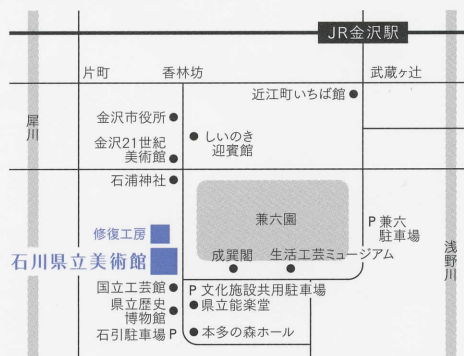 JR金沢駅
片町
香林坊
武蔵ヶ辻
近江町いちば館
犀川
金沢市役所
しいのき
迎賓館
金沢21世紀
美術館
石浦神社
兼六園
P 兼六
駐車場
浅野川
修復工房
石川県立美術館
成巽閣
生活工芸ミュージアム
国立工芸館
P 文化施設共用駐車場
県立歴史
博物館
県立能楽堂
石引駐車場 P
本多の森ホール